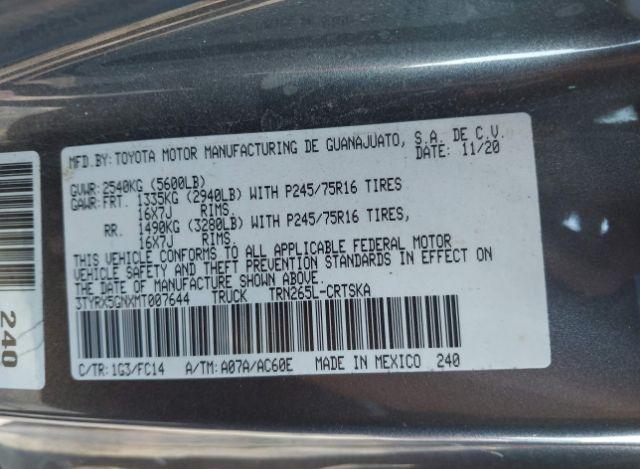 MFD.BY: TOYOTA MOTOR MANUFACTURING DE GUANAJUATO, S.A. DE C.V.
DATE: 11/20
GVWR: 2540KG (5600LB)
GAWR: FRT. 1335KG (2940LB) WITH P245/75R16 TIRES
16X7J RIMS.
RR. 1490KG (3280LB) WITH P245/75R16 TIRES,
16X7J RIMS.
THIS VEHICLE CONFORMS TO ALL APPLICABLE FEDERAL MOTOR
VEHICLE SAFETY AND THEFT PREVENTION STANDARDS IN EFFECT ON
THE DATE OF MANUFACTURE SHOWN ABOVE.
3TYRX5GNXMT007644 TRUCK TRN265L-CRTSKA
C/TR: 1G3/FC14 A/TM: A07A/AC60E MADE IN MEXICO 240
240